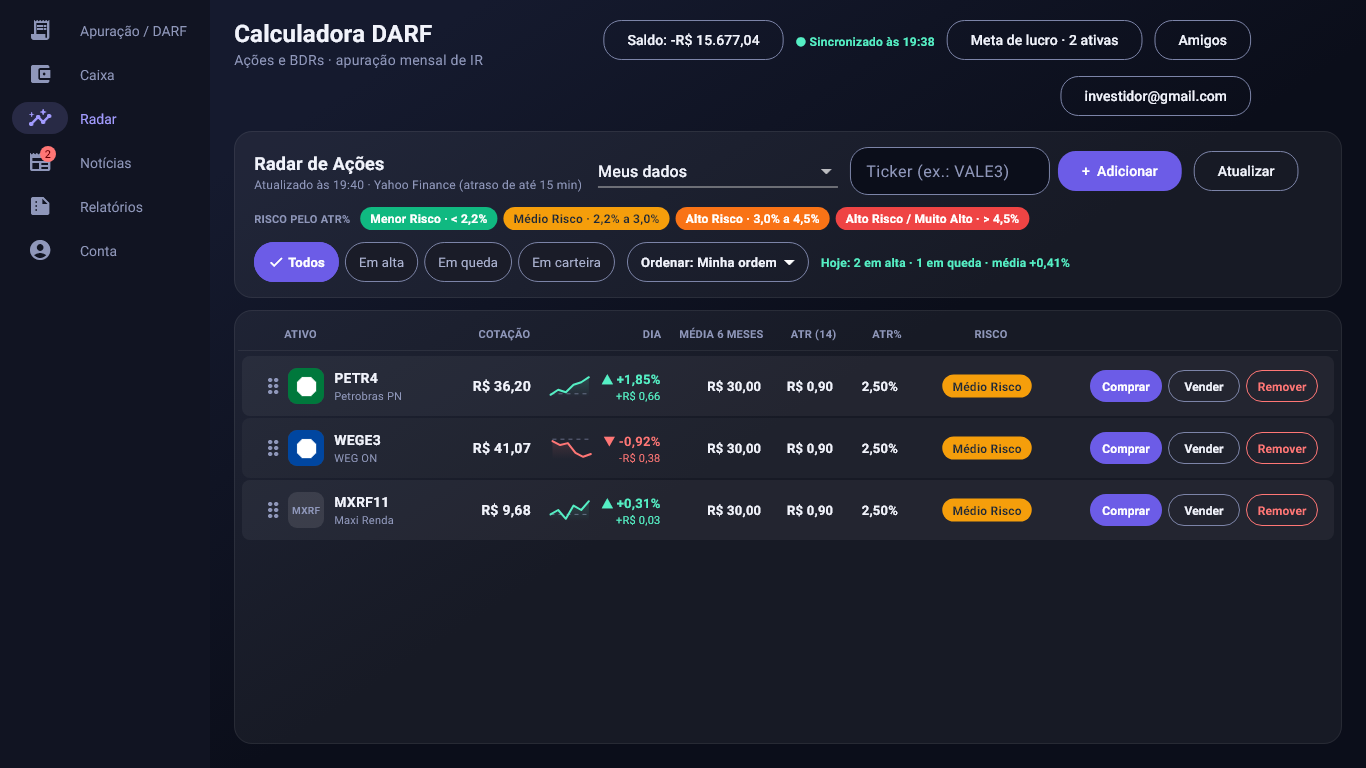 Apuração / DARF
Caixa
Radar
2
Notícias
Relatórios
Conta
Calculadora DARF
Ações e BDRs · apuração mensal de IR
Saldo: -R$ 15.677,04
Sincronizado às 19:38
Meta de lucro · 2 ativas
Amigos
investidor@gmail.com
Radar de Ações
Atualizado às 19:40 · Yahoo Finance (atraso de até 15 min)
Meus dados
Ticker (ex.: VALE3)
+ Adicionar
Atualizar
RISCO PELO ATR%
Menor Risco · < 2,2%
Médio Risco · 2,2% a 3,0%
Alto Risco · 3,0% a 4,5%
Alto Risco / Muito Alto · > 4,5%
Todos
Em alta
Em queda
Em carteira
Ordenar: Minha ordem
Hoje: 2 em alta · 1 em queda · média +0,41%
ATIVO COTAÇÃO DIA MÉDIA 6 MESES ATR (14) ATR% RISCO
PETR4
Petrobras PN
R$ 36,20
+1,85%
+R$ 0,66
R$ 30,00
R$ 0,90
2,50%
Médio Risco
Comprar
Vender
Remover
WEGE3
WEG ON
R$ 41,07
-0,92%
-R$ 0,38
R$ 30,00
R$ 0,90
2,50%
Médio Risco
Comprar
Vender
Remover
MXRF
MXRF11
Maxi Renda
R$ 9,68
+0,31%
+R$ 0,03
R$ 30,00
R$ 0,90
2,50%
Médio Risco
Comprar
Vender
Remover